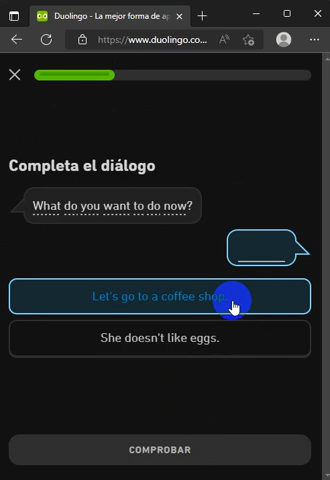 Duolingo - La mejor forma de ap
https://www.duolingo.co...
Completa el diálogo
What do you want to do now?
Let's go to a coffee shop.
She doesn't like eggs.
COMPROBAR